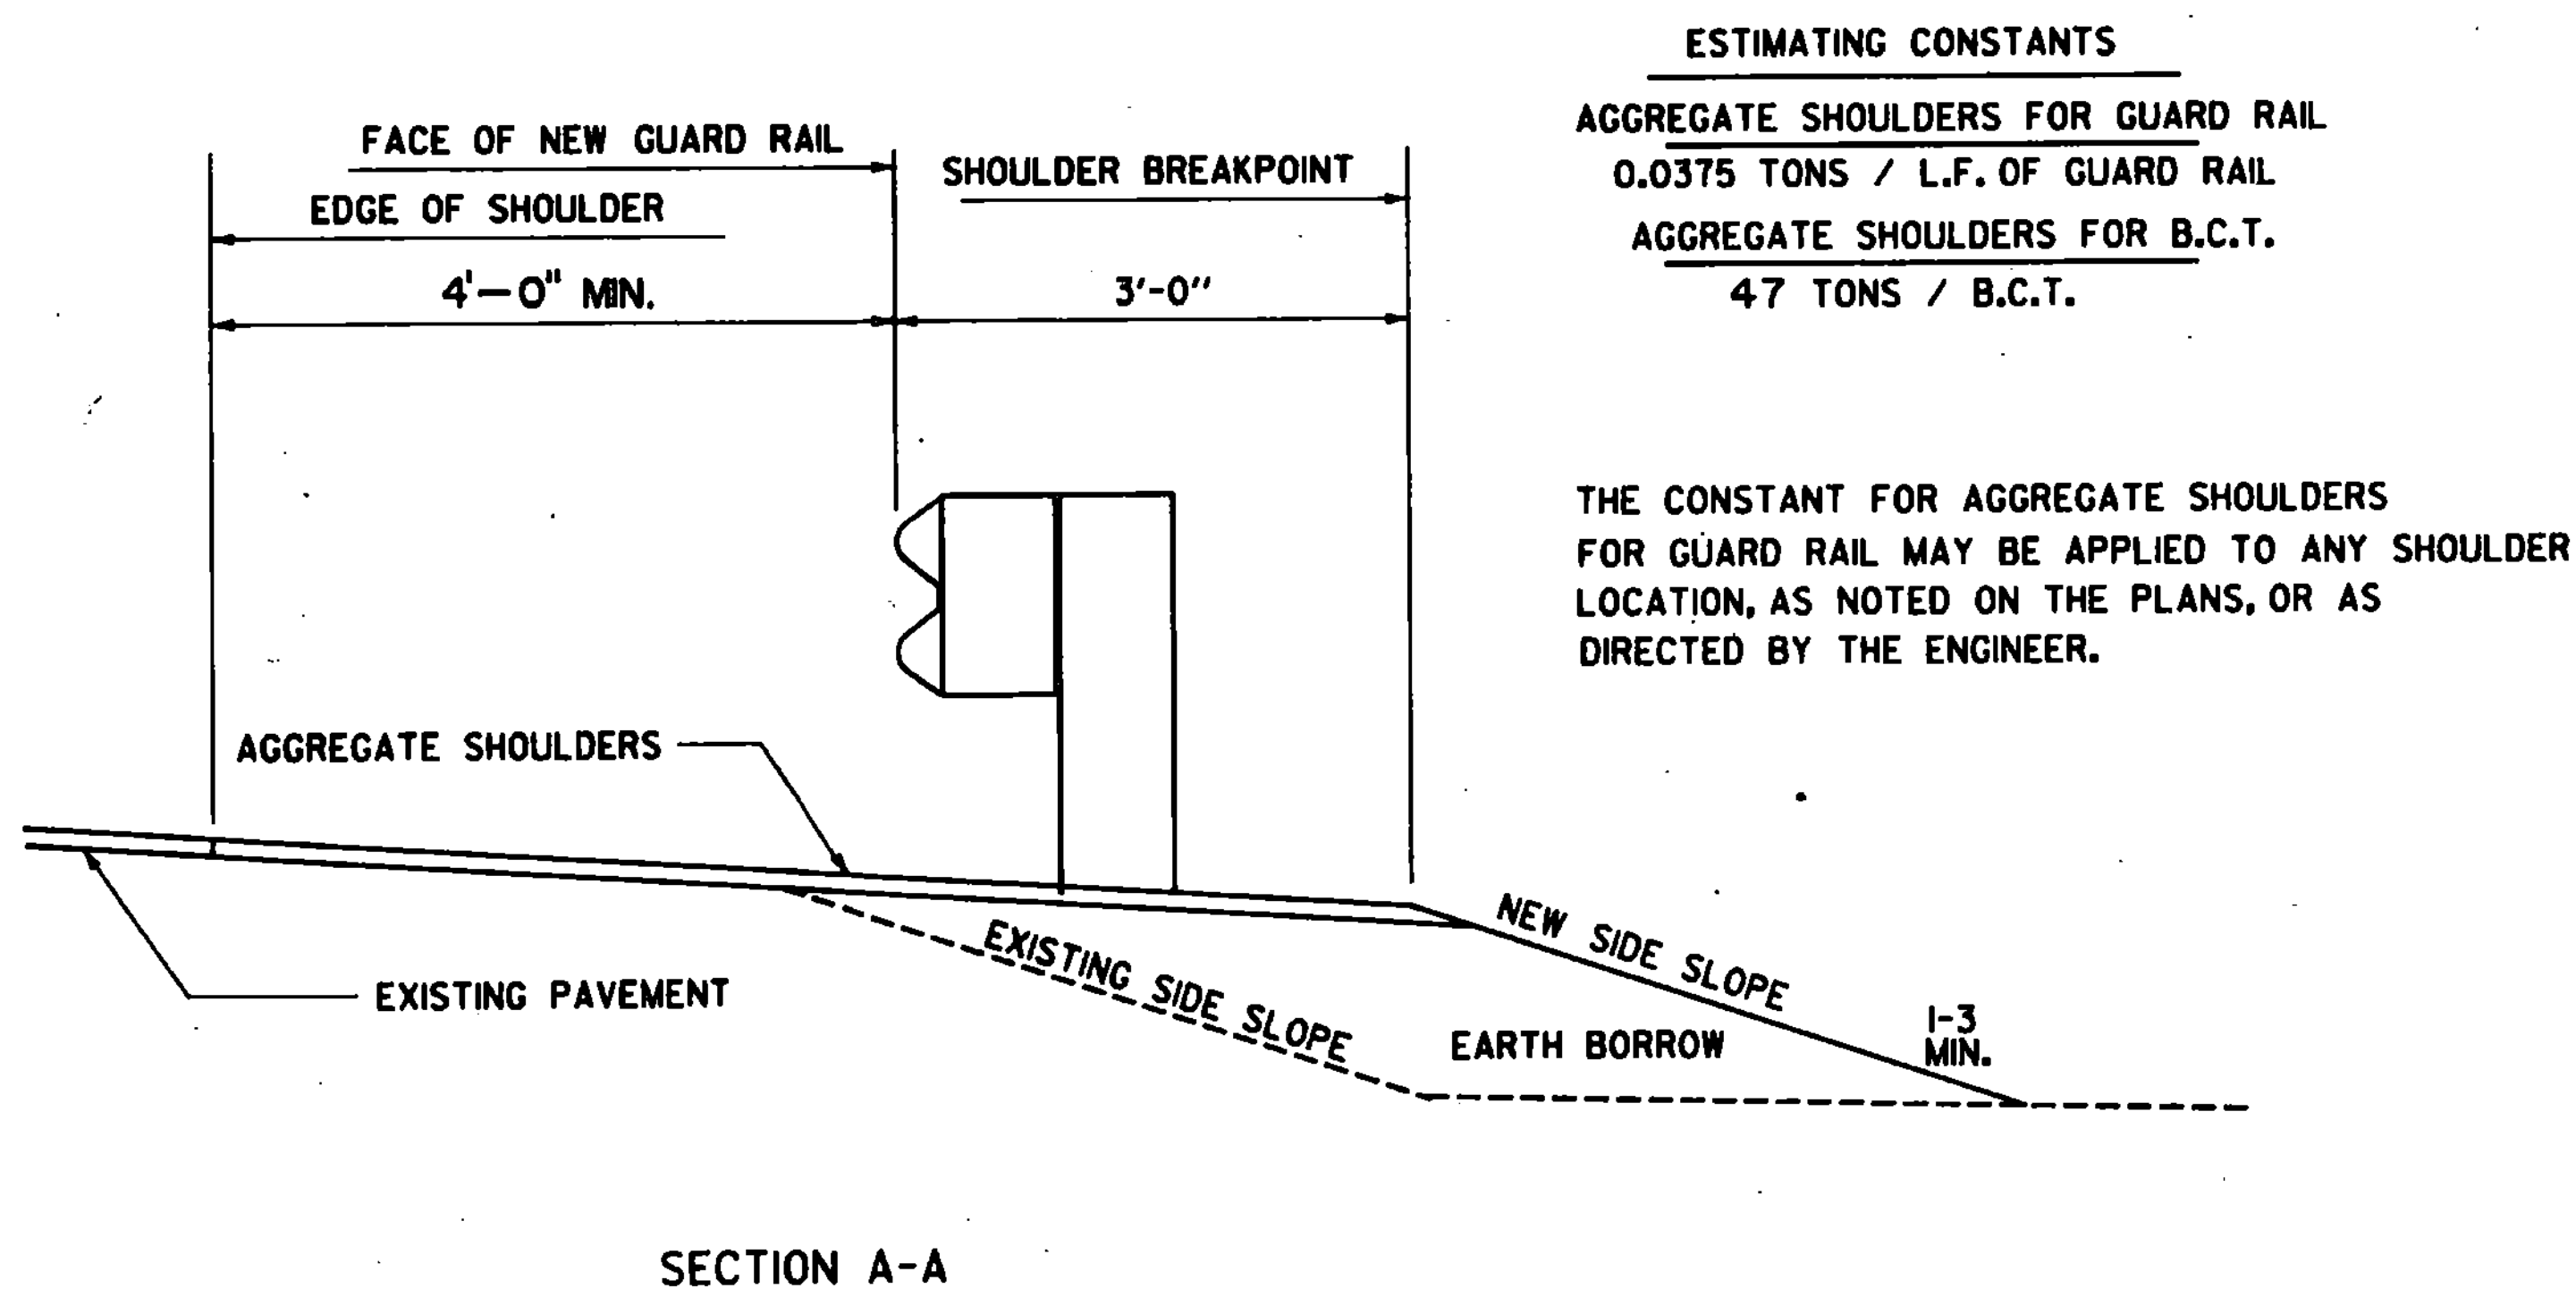 ESTIMATING CONSTANTS
AGGREGATE SHOULDERS FOR GUARD RAIL
0.0375 TONS / L.F. OF GUARD RAIL
AGGREGATE SHOULDERS FOR B.C.T.
47 TONS / B.C.T.
FACE OF NEW GUARD RAIL
SHOULDER BREAKPOINT
EDGE OF SHOULDER
4'-0" MIN.
3'-0"
THE CONSTANT FOR AGGREGATE SHOULDERS
FOR GUARD RAIL MAY BE APPLIED TO ANY SHOULDER
LOCATION, AS NOTED ON THE PLANS, OR AS
DIRECTED BY THE ENGINEER.
AGGREGATE SHOULDERS
NEW SIDE SLOPE
EXISTING SIDE SLOPE
EXISTING PAVEMENT
EARTH BORROW
1-3
MIN.
SECTION A-A